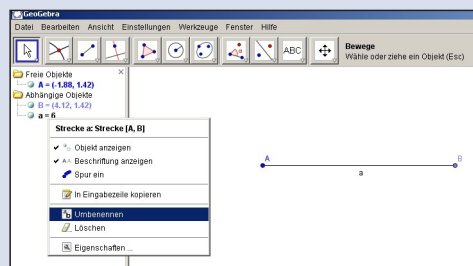 GeoGebra
Datei Bearbeiten Ansicht Einstellungen Werkzeuge Fenster Hilfe
ABC
Bewege
Wähle oder ziehe ein Objekt (Esc)
Freie Objekte
A = (-1.88, 1.42)
Abhängige Objekte
B = (4.12, 1.42)
a = 6
Strecke a: Strecke [A, B]
Objekt anzeigen
AA Beschriftung anzeigen
Spur ein
In Eingabezeile kopieren
Umbenennen
Löschen
Eigenschaften ...
A
B
a